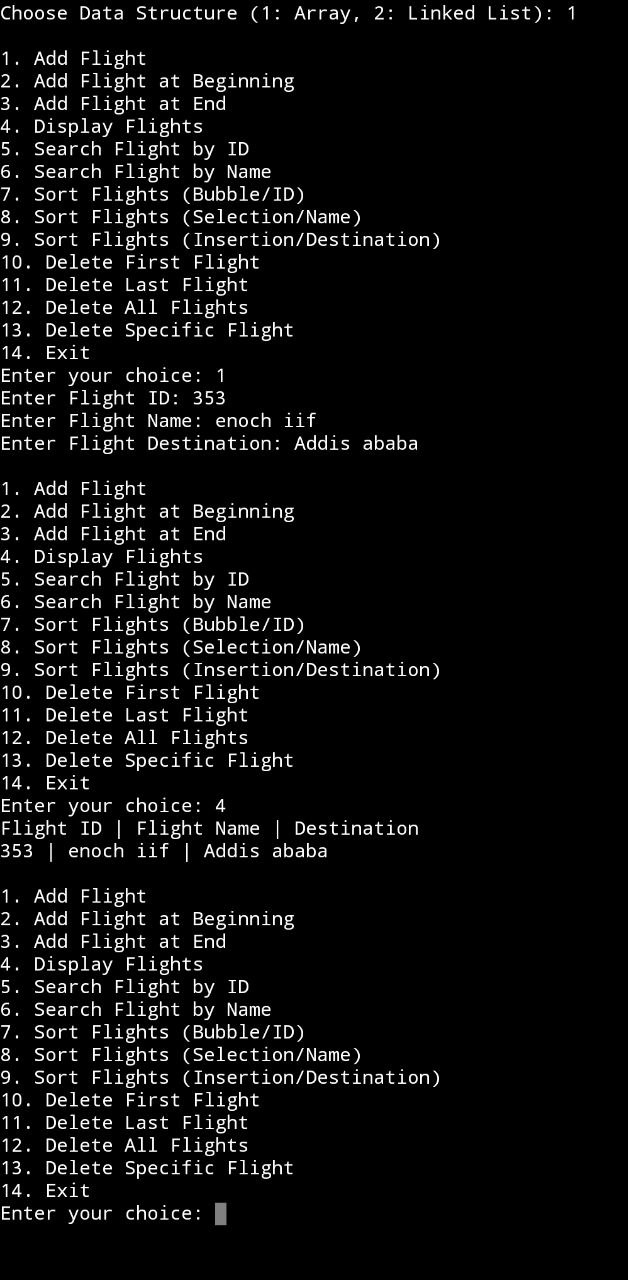 Choose Data Structure (1: Array, 2: Linked List): 1
1. Add Flight
2. Add Flight at Beginning
3. Add Flight at End
4. Display Flights
5. Search Flight by ID
6. Search Flight by Name
7. Sort Flights (Bubble/ID)
8. Sort Flights (Selection/Name)
9. Sort Flights (Insertion/Destination)
10. Delete First Flight
11. Delete Last Flight
12. Delete All Flights
13. Delete Specific Flight
14. Exit
Enter your choice: 1
Enter Flight ID: 353
Enter Flight Name: enoch iif
Enter Flight Destination: Addis ababa
1. Add Flight
2. Add Flight at Beginning
3. Add Flight at End
4. Display Flights
5. Search Flight by ID
6. Search Flight by Name
7. Sort Flights (Bubble/ID)
8. Sort Flights (Selection/Name)
9. Sort Flights (Insertion/Destination)
10. Delete First Flight
11. Delete Last Flight
12. Delete All Flights
13. Delete Specific Flight
14. Exit
Enter your choice: 4
Flight ID | Flight Name | Destination
353 | enoch iif | Addis ababa
1. Add Flight
2. Add Flight at Beginning
3. Add Flight at End
4. Display Flights
5. Search Flight by ID
6. Search Flight by Name
7. Sort Flights (Bubble/ID)
8. Sort Flights (Selection/Name)
9. Sort Flights (Insertion/Destination)
10. Delete First Flight
11. Delete Last Flight
12. Delete All Flights
13. Delete Specific Flight
14. Exit
Enter your choice: